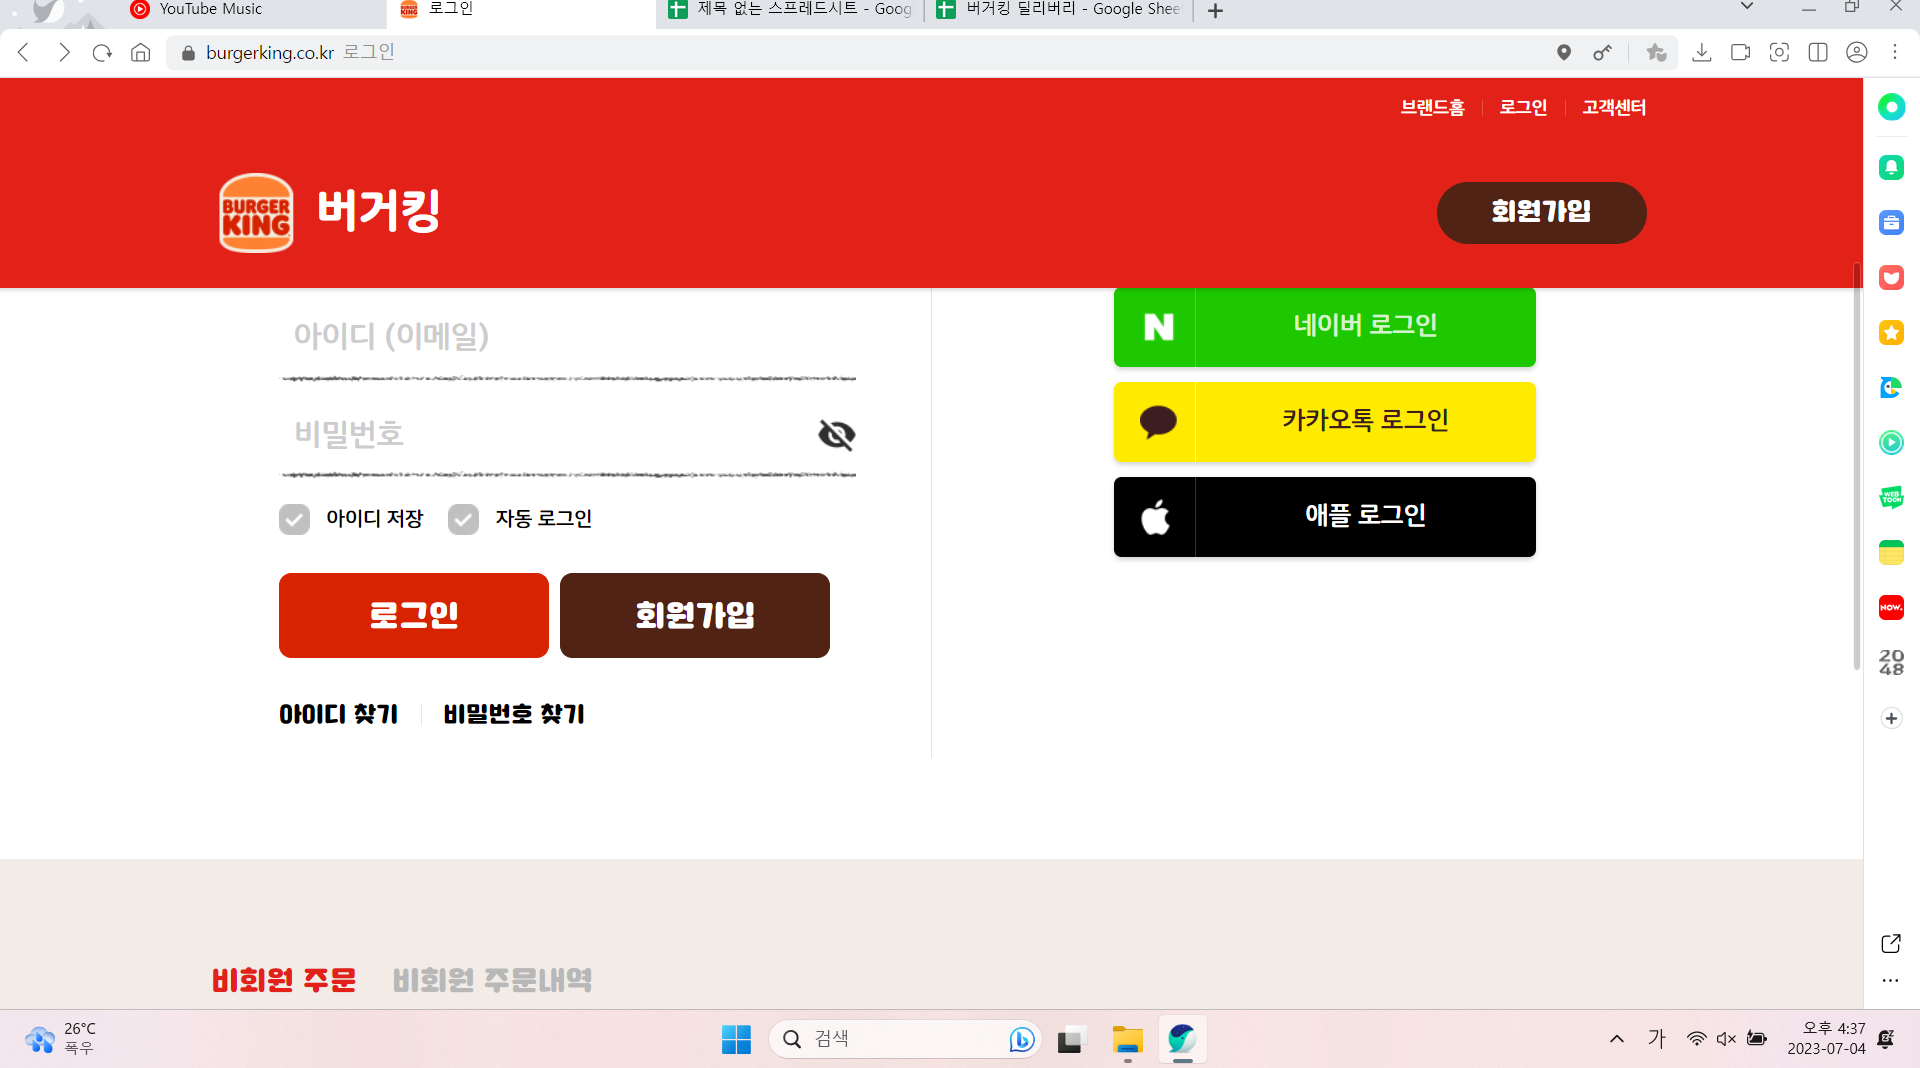 YouTube Music
로그인
제목 없는 스프레드시트 - Goog
버거킹 딜리버리 - Google Shee
burgerking.co.kr 로그인
브랜드홈
로그인
고객센터
BURGER
KING
버거킹
회원가입
아이디 (이메일)
비밀번호
아이디 저장
자동 로그인
로그인
회원가입
아이디 찾기
비밀번호 찾기
N
네이버 로그인
카카오톡 로그인
애플 로그인
비회원 주문
비회원 주문내역
WEB
TOON
NOW.
20
48
26°C
폭우
검색
가
오후 4:37
2023-07-04